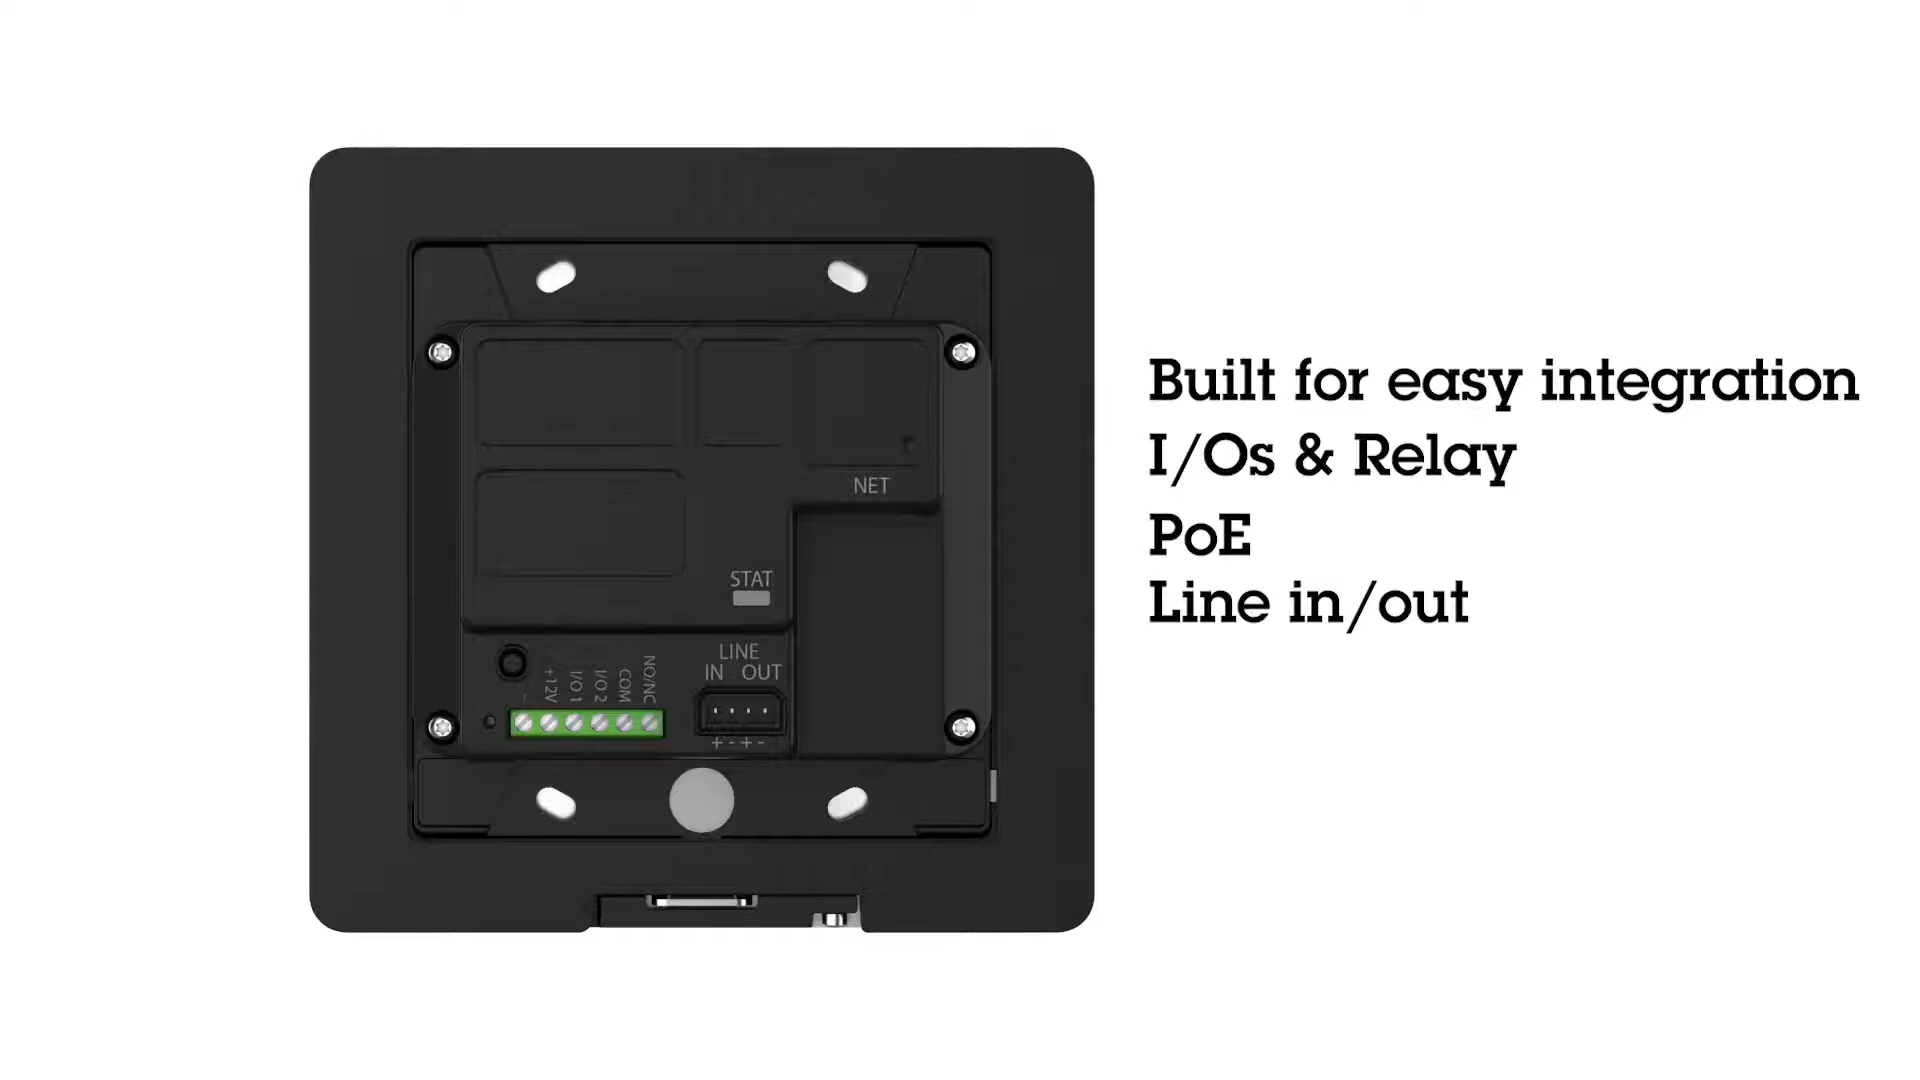 Built for easy integration
I/Os & Relay
PoE
Line in/out
NET
STAT
LINE
IN OUT
- +12V I/O 1 I/O 2 COM NO/NC
+ - + -